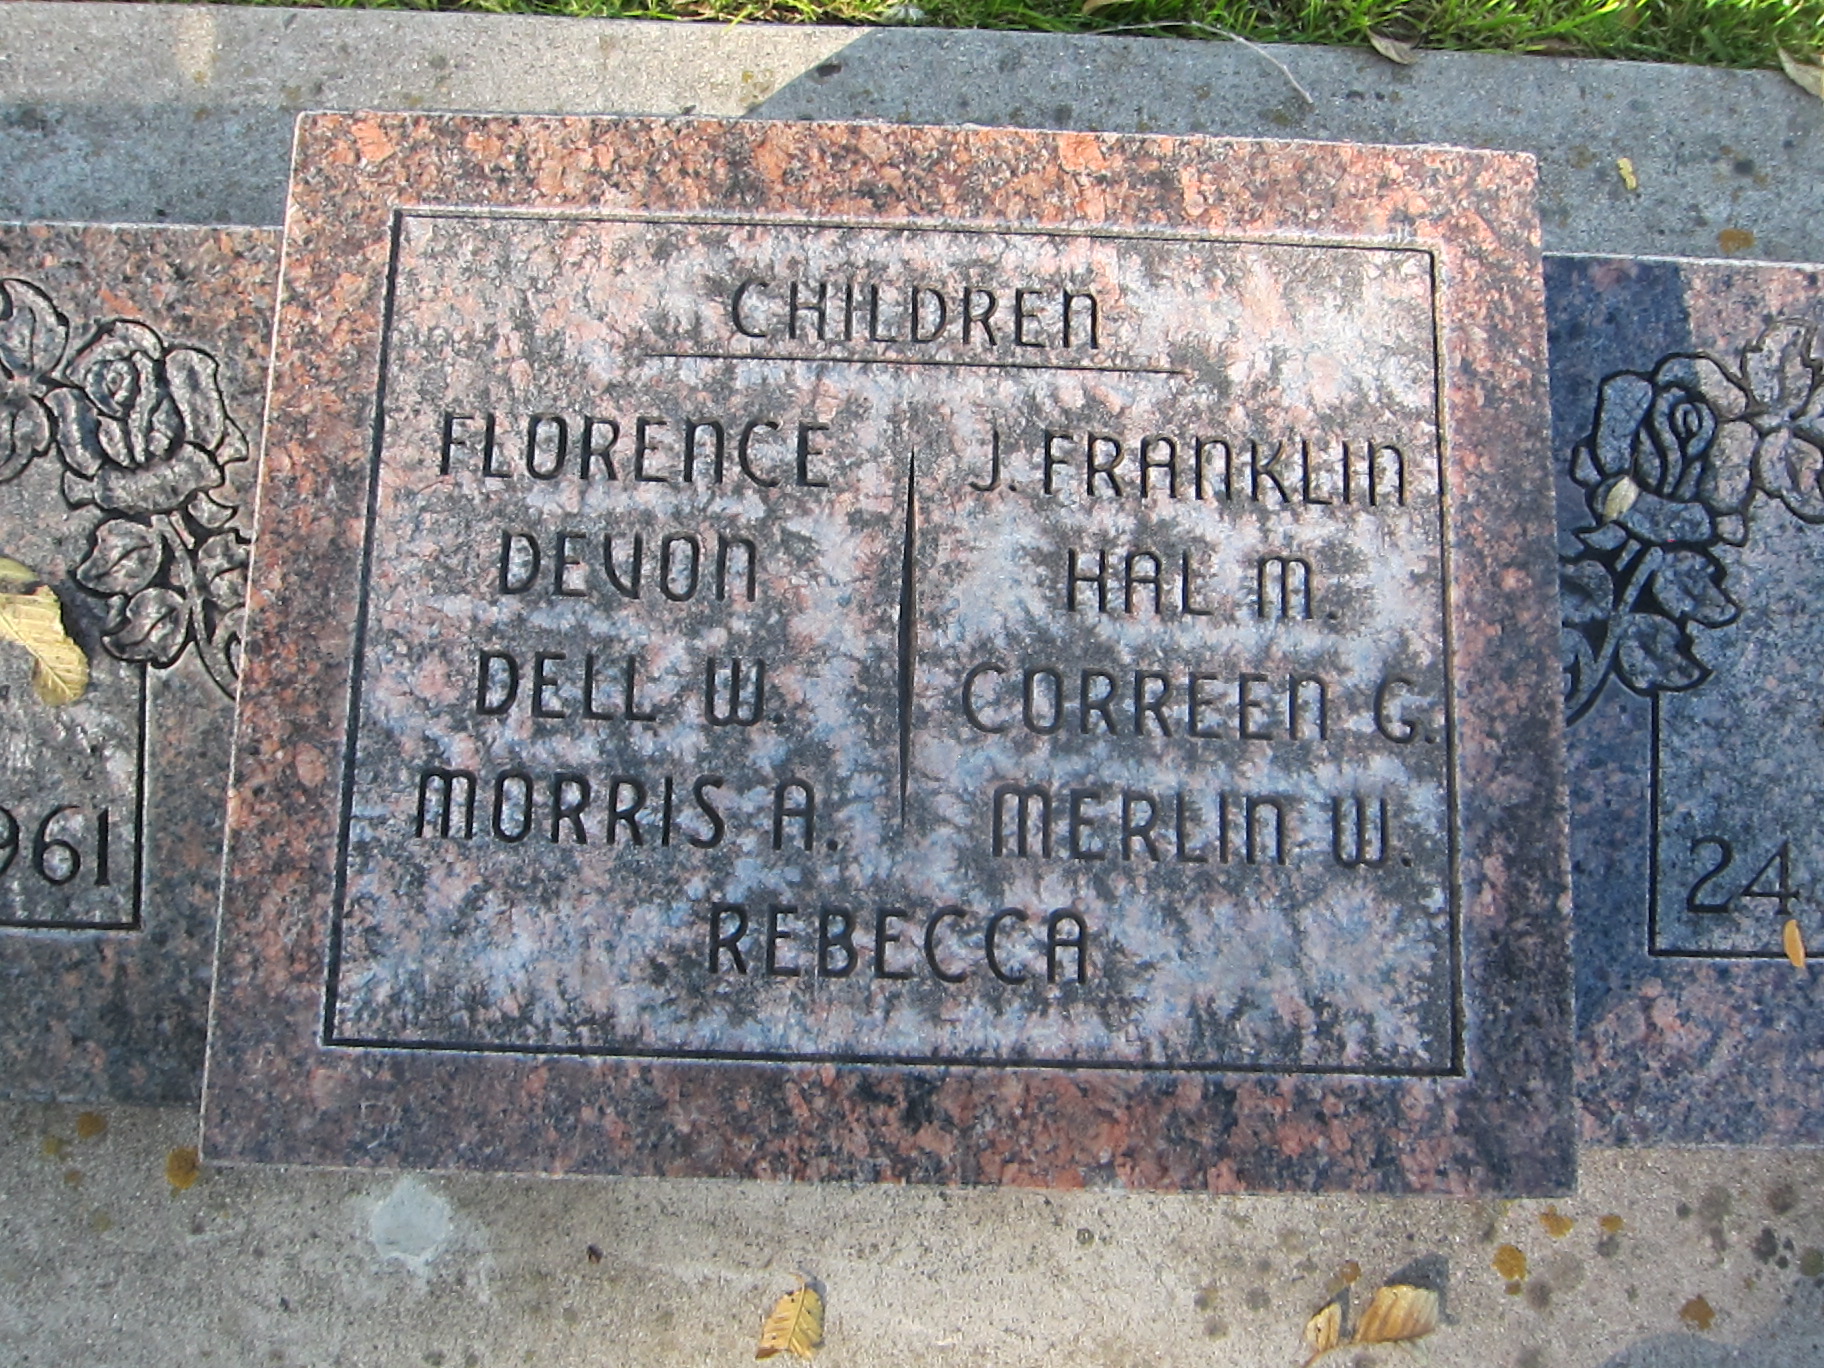 CHILDREN
FLORENCE
DEVON
DELL W.
MORRIS A.
J. FRANKLIN
HAL M.
CORREEN G.
MERLIN W.
REBECCA
961
24